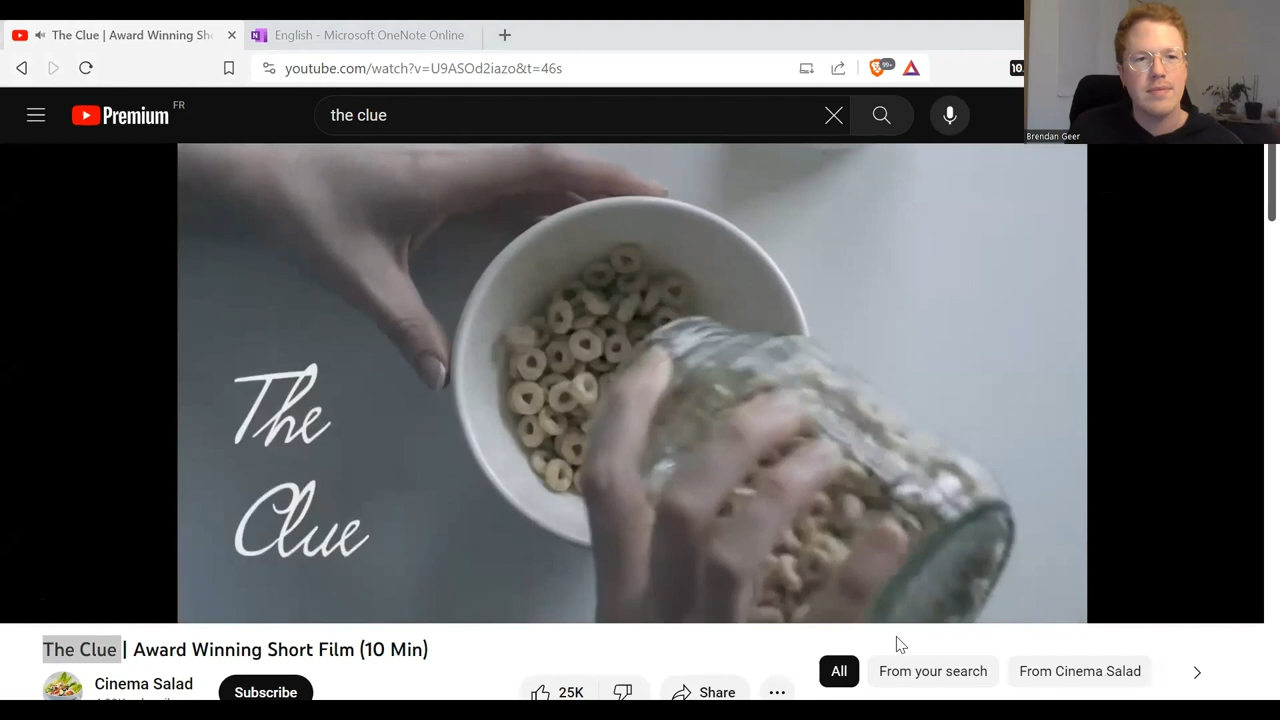 The Clue | Award Winning Sh
English - Microsoft OneNote Online
youtube.com/watch?v=U9ASOd2iazo&t=46s
99+
10.
Premium FR
the clue
Brendan Geer
The
Clue
The Clue | Award Winning Short Film (10 Min)
Cinema Salad
Subscribe
25K
Share
All
From your search
From Cinema Salad